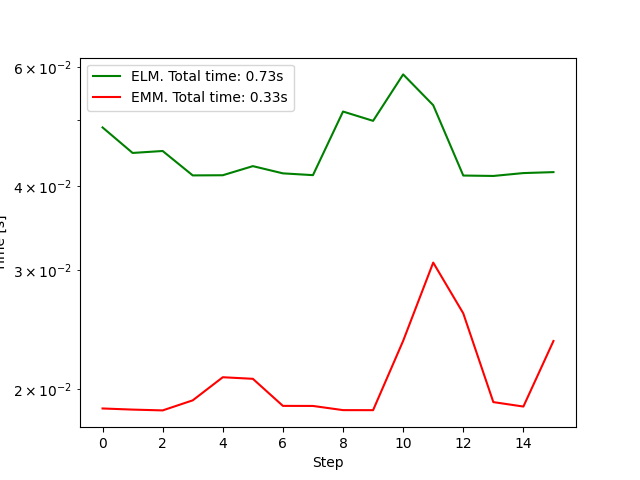 ELM. Total time: 0.73s
EMM. Total time: 0.33s
6 × 10⁻²
4 × 10⁻²
3 × 10⁻²
2 × 10⁻²
Time [s]
0 2 4 6 8 10 12 14
Step